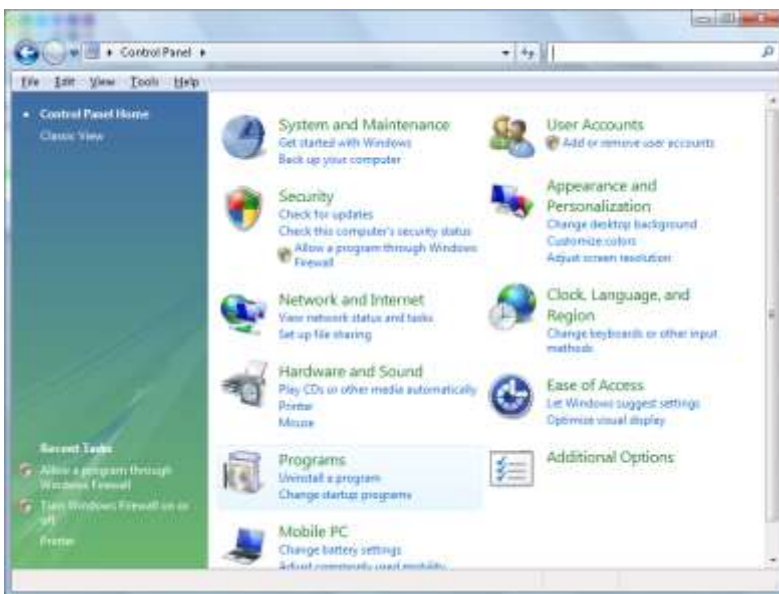 Control Panel
File Edit View Tools Help
Control Panel Home
Classic View
System and Maintenance
Get started with Windows
Back up your computer
Security
Check for updates
Check this computer's security status
Allow a program through Windows
Firewall
Network and Internet
View network status and tasks
Set up file sharing
Hardware and Sound
Play CDs or other media automatically
Printer
Mouse
Programs
Uninstall a program
Change startup programs
Mobile PC
Change battery settings
Adjust commonly used mobility
User Accounts
Add or remove user accounts
Appearance and
Personalization
Change desktop background
Customize colors
Adjust screen resolution
Clock, Language, and
Region
Change keyboards or other input
methods
Ease of Access
Let Windows suggest settings
Optimize visual display
Additional Options
Recent Tasks
Allow a program through
Windows Firewall
Turn Windows Firewall on or
off
Printer